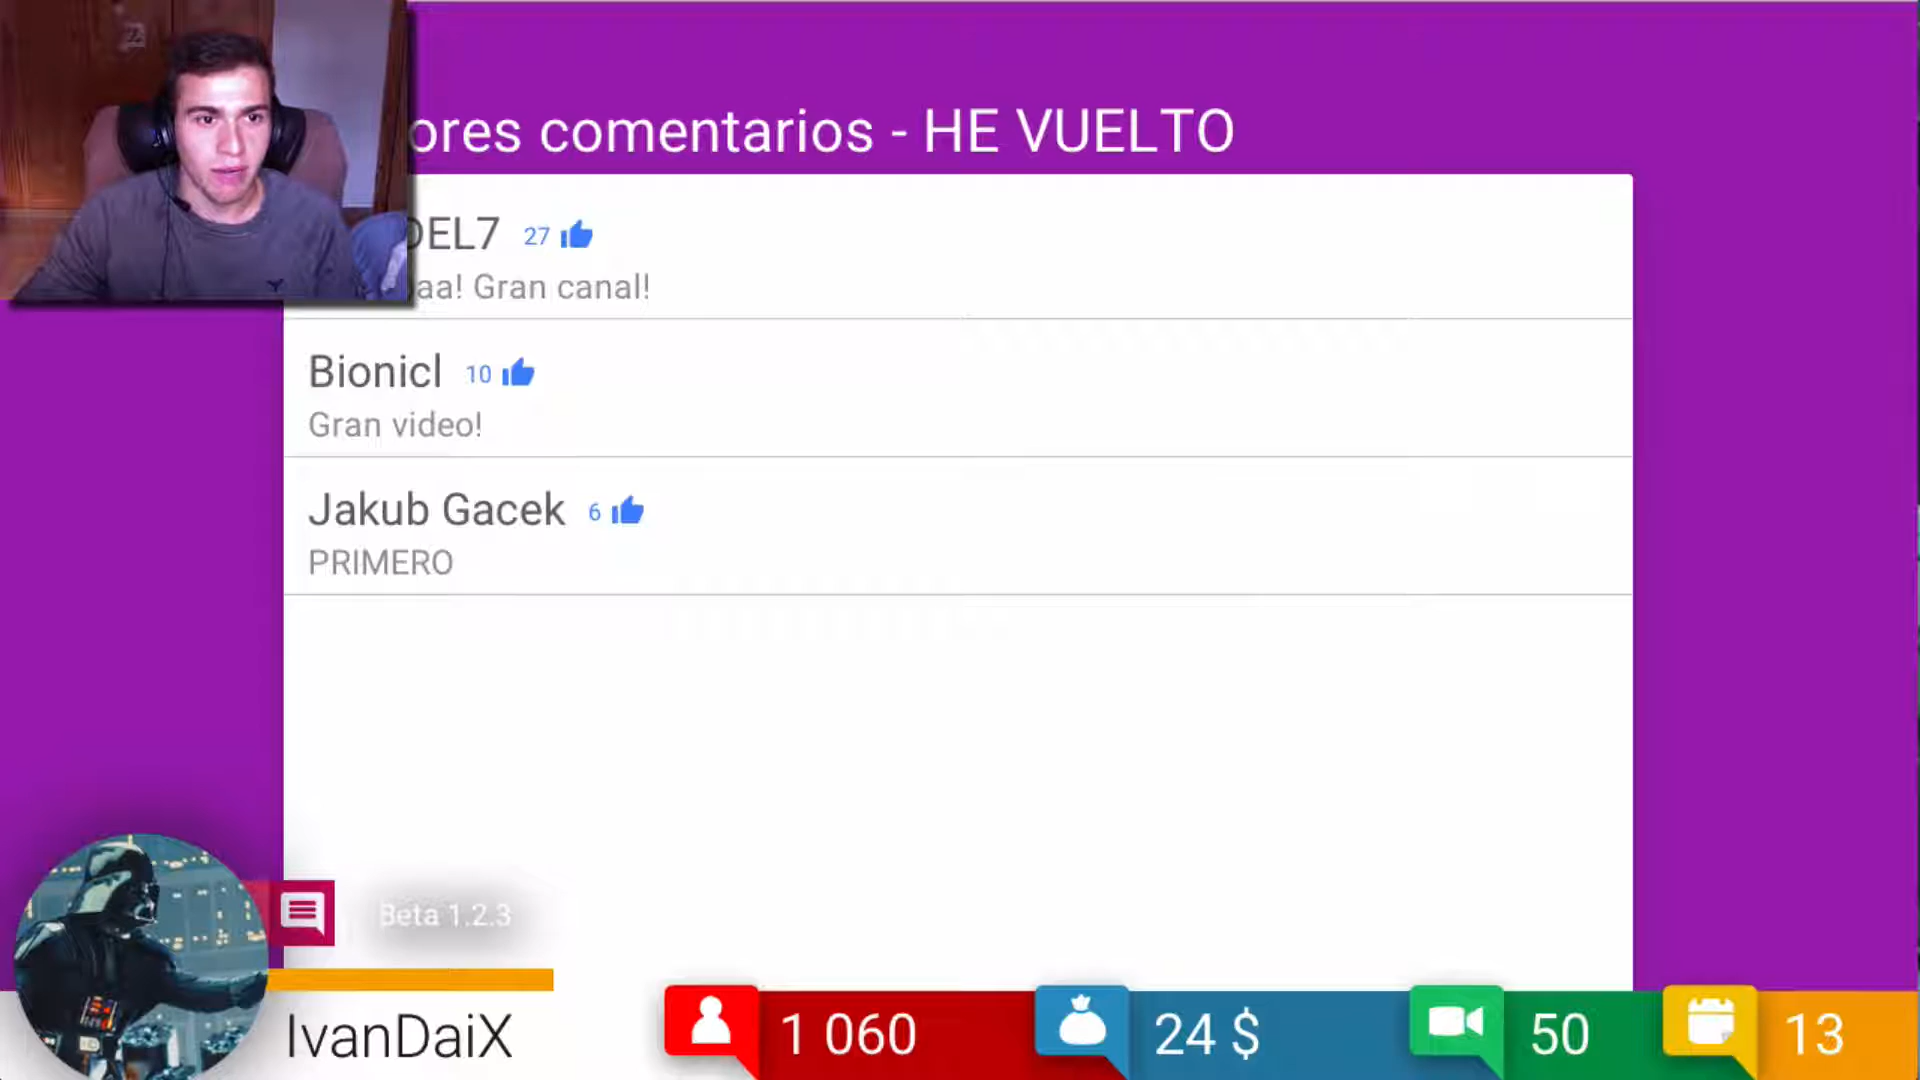 ores comentarios - HE VUELTO
DEL7 27
aa! Gran canal!
Bionicl 10
Gran video!
Jakub Gacek 6
PRIMERO
Beta 1.2.3
IvanDaiX
1 060
24 $
50
13